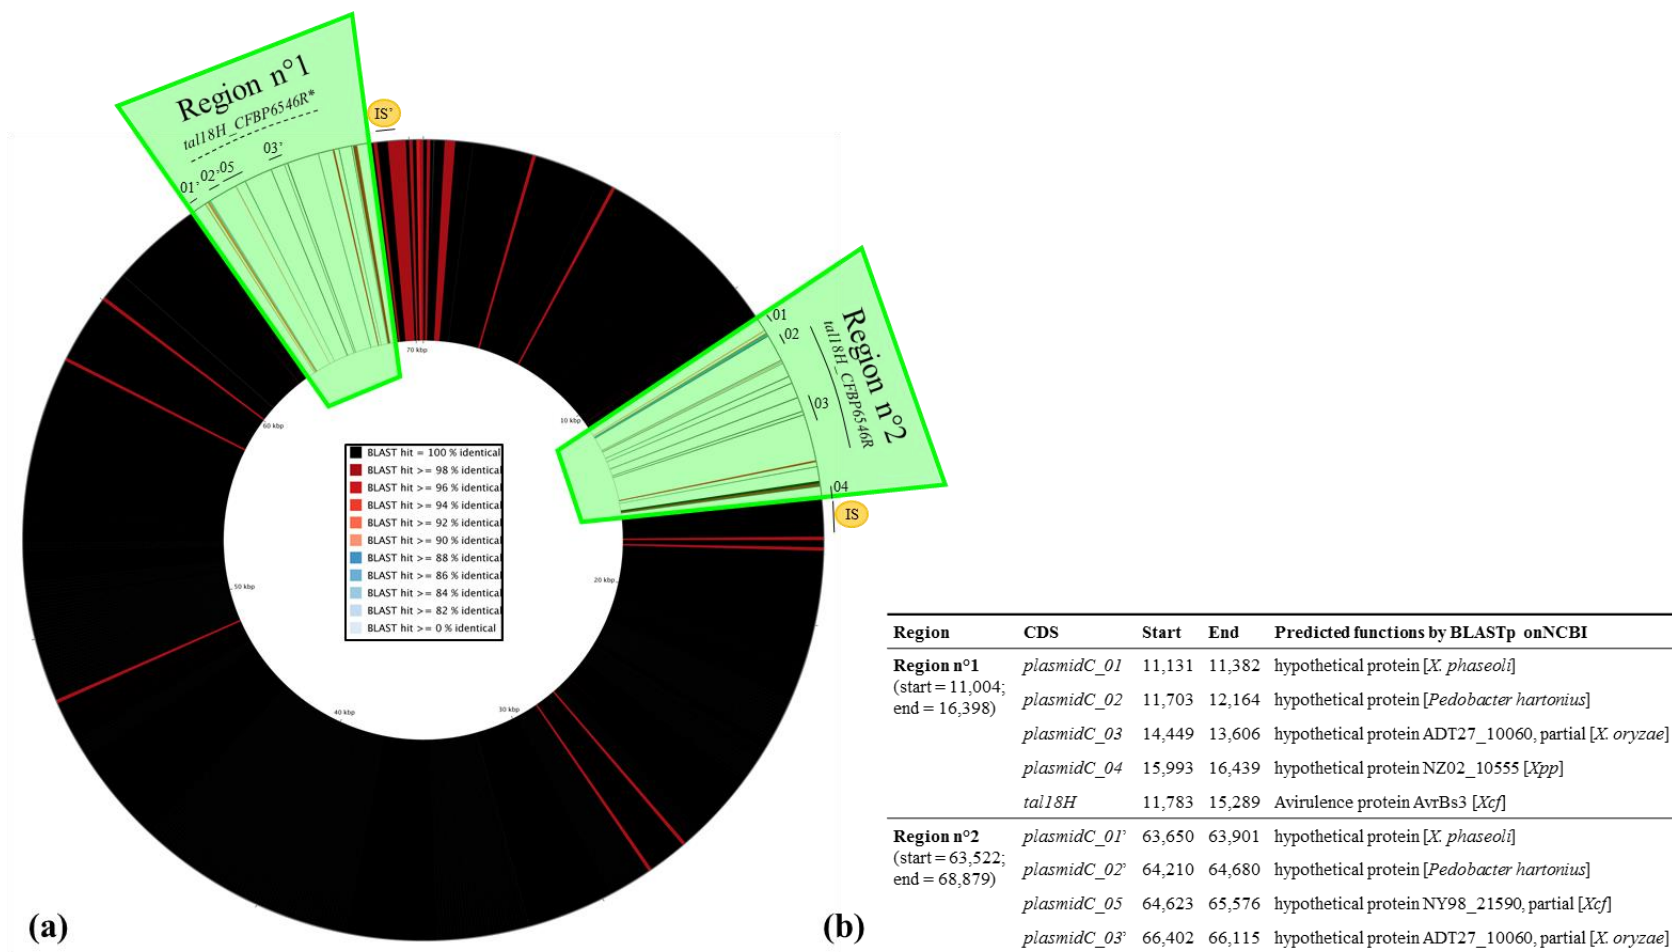 Region n°1
tal18H_CFBP6546R*
IS’
01’
02’
05
03’
01
02
Region n°2
tal18H_CFBP6546R
03
04
IS
70 kbp
10 kbp
60 kbp
20 kbp
50 kbp
40 kbp
30 kbp
BLAST hit = 100 % identical
BLAST hit >= 98 % identical
BLAST hit >= 96 % identical
BLAST hit >= 94 % identical
BLAST hit >= 92 % identical
BLAST hit >= 90 % identical
BLAST hit >= 88 % identical
BLAST hit >= 86 % identical
BLAST hit >= 84 % identical
BLAST hit >= 82 % identical
BLAST hit >= 0 % identical
(a)
(b)
Region CDS Start End Predicted functions by BLASTp onNCBI
Region n°1 plasmidC_01 11,131 11,382 hypothetical protein [X. phaseoli]
(start = 11,004;
end = 16,398) plasmidC_02 11,703 12,164 hypothetical protein [Pedobacter hartonius]
plasmidC_03 14,449 13,606 hypothetical protein ADT27_10060, partial [X. oryzae]
plasmidC_04 15,993 16,439 hypothetical protein NZ02_10555 [Xpp]
tal18H 11,783 15,289 Avirulence protein AvrBs3 [Xcf]
Region n°2 plasmidC_01’ 63,650 63,901 hypothetical protein [X. phaseoli]
(start = 63,522;
end = 68,879) plasmidC_02’ 64,210 64,680 hypothetical protein [Pedobacter hartonius]
plasmidC_05 64,623 65,576 hypothetical protein NY98_21590, partial [Xcf]
plasmidC_03’ 66,402 66,115 hypothetical protein ADT27_10060, partial [X. oryzae]